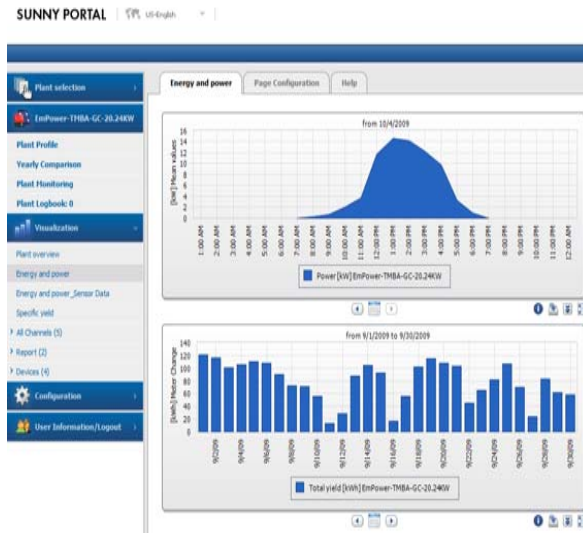 SUNNY PORTAL
US-English
Plant selection
EmPower-THBA-GC-20.24KW
Plant Profile
Yearly Comparison
Plant Monitoring
Plant Logbook: 0
Visualization
Plant overview
Energy and power
Energy and power_Sensor Data
Specific yield
All Channels (5)
Report (2)
Devices (4)
Configuration
User Information/Logout
Energy and power
Page Configuration
Help
from 10/4/2009
[kW] Mean values
16
14
12
10
8
6
4
2
0
1:00 AM
2:00 AM
3:00 AM
4:00 AM
5:00 AM
6:00 AM
7:00 AM
8:00 AM
9:00 AM
10:00 AM
11:00 AM
12:00 PM
1:00 PM
2:00 PM
3:00 PM
4:00 PM
5:00 PM
6:00 PM
7:00 PM
8:00 PM
9:00 PM
10:00 PM
11:00 PM
12:00 AM
Power [kW] EmPower-TMBA-GC-20.24KW
from 9/1/2009 to 9/30/2009
[kWh] Meter Change
140
120
100
80
60
40
20
0
9/2/09
9/4/09
9/6/09
9/8/09
9/10/09
9/12/09
9/14/09
9/16/09
9/18/09
9/20/09
9/22/09
9/24/09
9/26/09
9/28/09
9/30/09
Total yield [kWh] EmPower-TMBA-GC-20.24KW